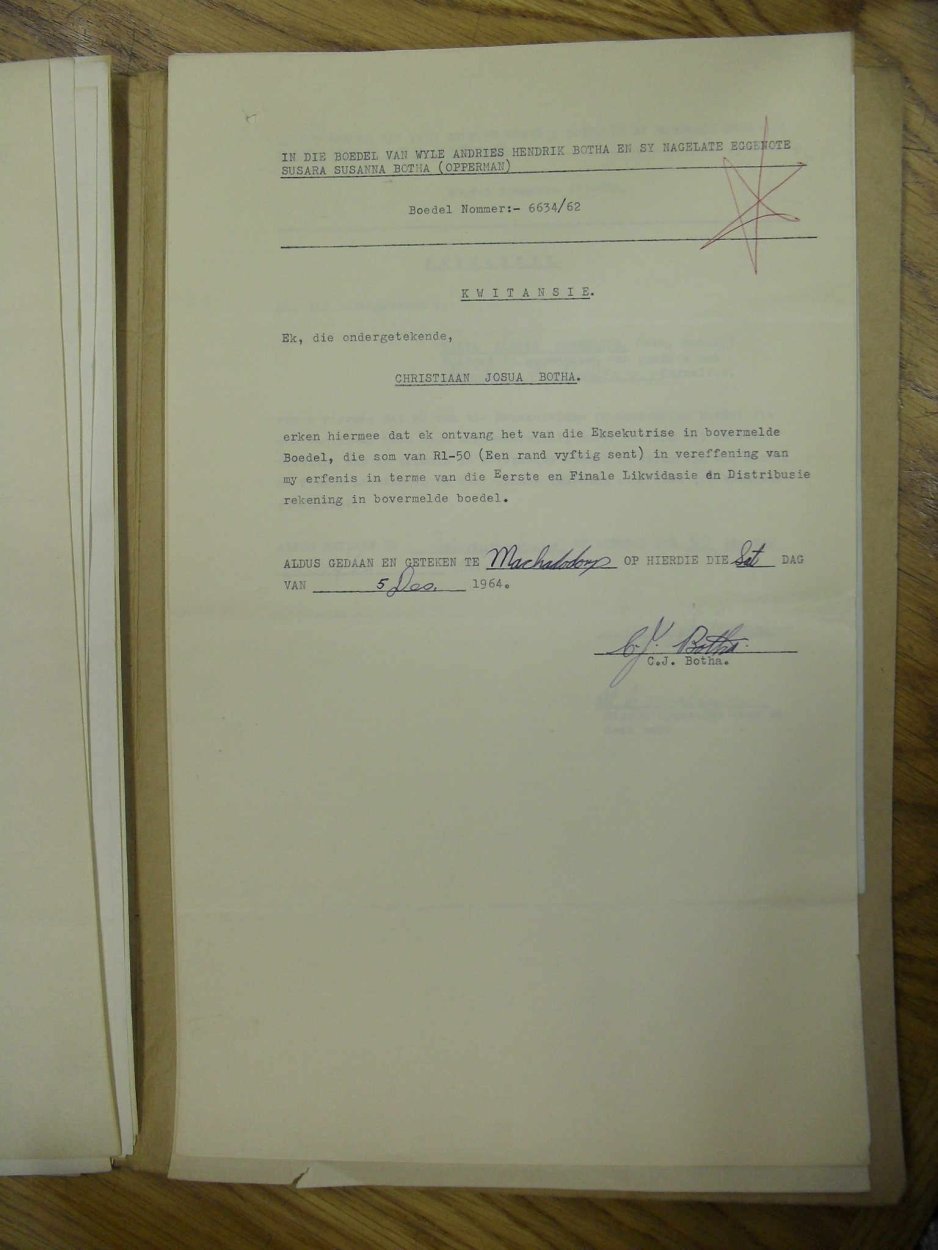 IN DIE BOEDEL VAN WYLE ANDRIES HENDRIK BOTHA EN SY NAGELATE EGGENOTE
SUSARA SUSANNA BOTHA (OPPERMAN)
Boedel Nommer:- 6634/62
K W I T A N S I E.
Ek, die ondergetekende,
CHRISTIAAN JOSUA BOTHA.
erken hiermee dat ek ontvang het van die Eksekutrise in bovermelde
Boedel, die som van R1-50 (Een rand vyftig sent) in vereffening van
my erfenis in terme van die Eerste en Finale Likwidasie en Distribusie
rekening in bovermelde boedel.
ALDUS GEDAAN EN GETEKEN TE Machadodorp OP HIERDIE DIE Sat DAG
VAN 5 Des. 1964.
C.J. Botha.
C.J. Botha.